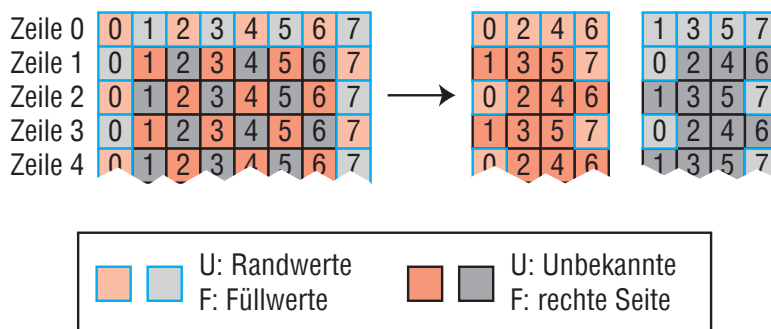 Zeile 0 0 1 2 3 4 5 6 7 0 2 4 6 1 3 5 7
Zeile 1 0 1 2 3 4 5 6 7 1 3 5 7 0 2 4 6
Zeile 2 0 1 2 3 4 5 6 7 0 2 4 6 1 3 5 7
Zeile 3 0 1 2 3 4 5 6 7 1 3 5 7 0 2 4 6
Zeile 4 0 1 2 3 4 5 6 7 0 2 4 6 1 3 5 7
U: Randwerte
F: Füllwerte
U: Unbekannte
F: rechte Seite